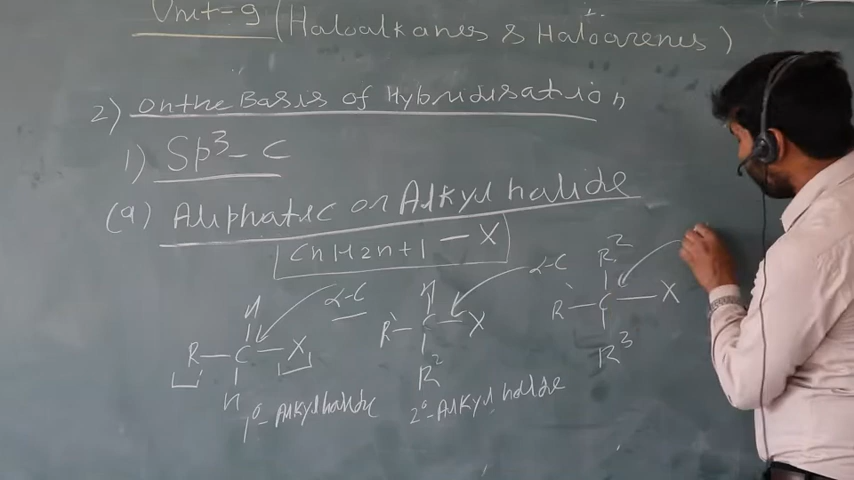 Unit-9 (Haloalkanes & Haloarenes)
2) On the Basis of Hybridisation
1) Sp³-C
(a) Aliphatic or Alkyl halide
CnH2n+1 — X
H α-C H α-C R²
R — C — X R` — C — X R` — C — X
H R² R³
1°-Alkyl halide 2°-Alkyl halide